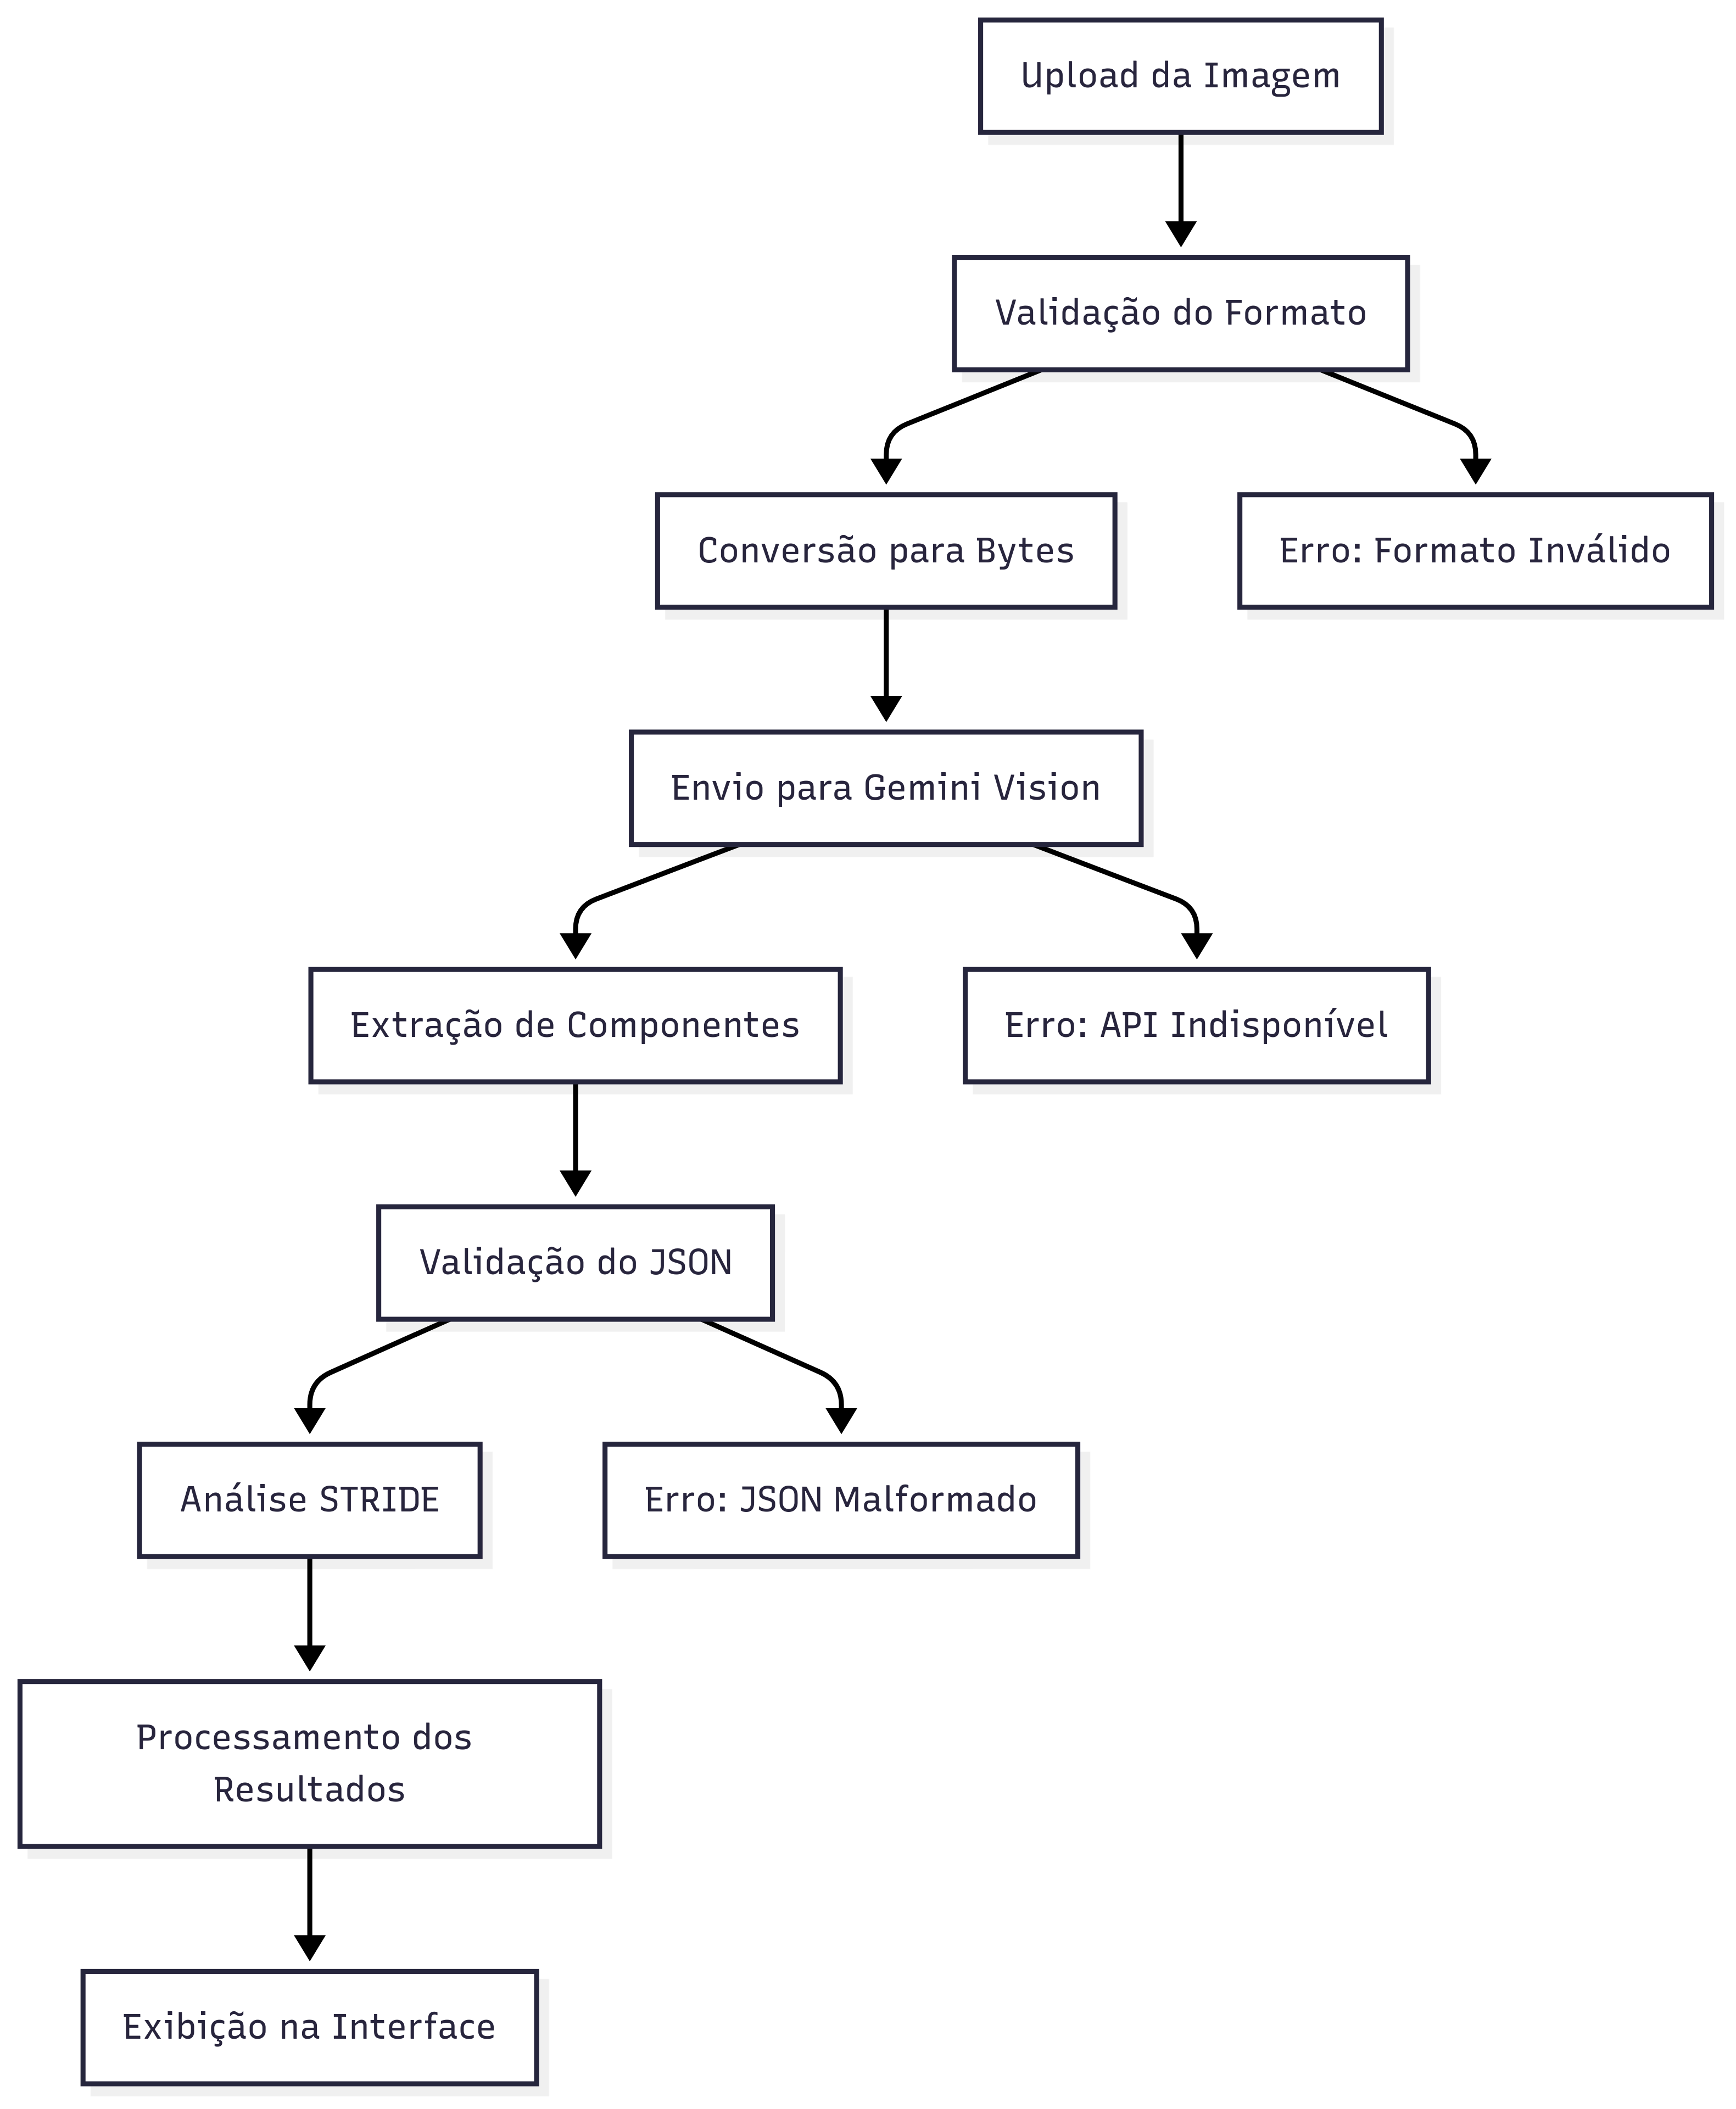 Upload da Imagem
Validação do Formato
Conversão para Bytes
Erro: Formato Inválido
Envio para Gemini Vision
Extração de Componentes
Erro: API Indisponível
Validação do JSON
Análise STRIDE
Erro: JSON Malformado
Processamento dos
Resultados
Exibição na Interface